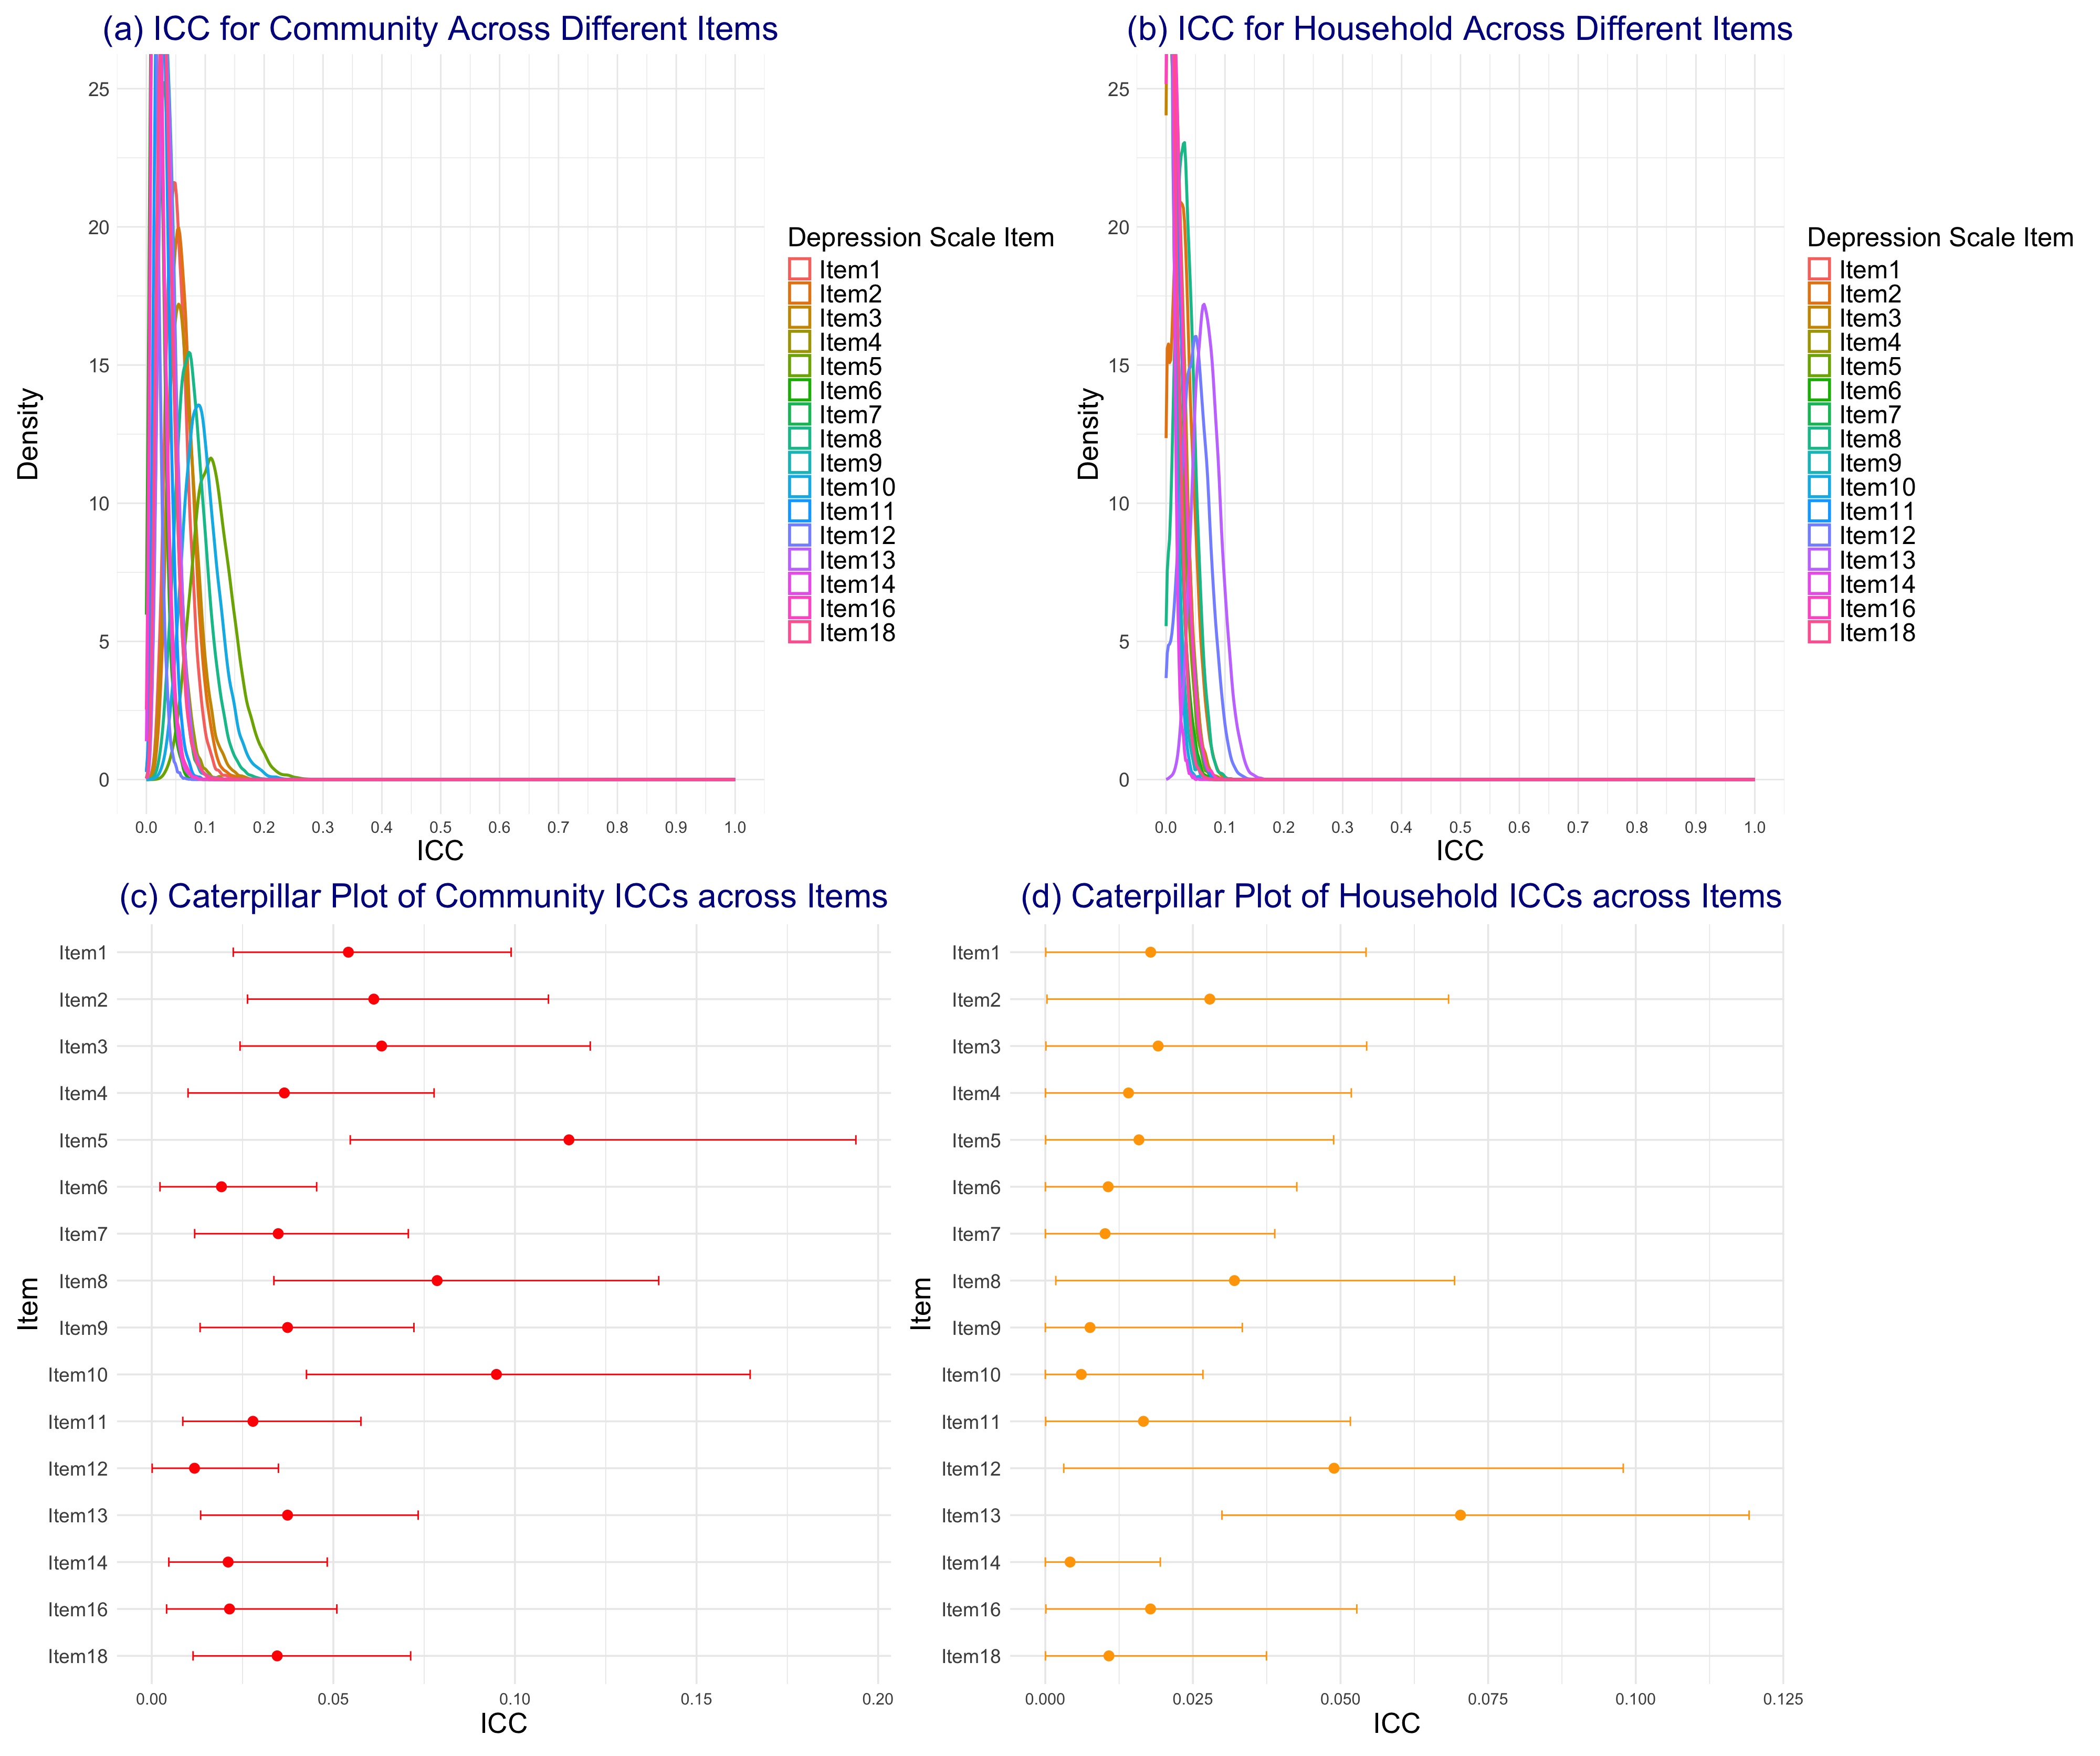 (a) ICC for Community Across Different Items
25
20
15
10
5
0
Density
0.0 0.1 0.2 0.3 0.4 0.5 0.6 0.7 0.8 0.9 1.0
ICC
Depression Scale Item
Item1
Item2
Item3
Item4
Item5
Item6
Item7
Item8
Item9
Item10
Item11
Item12
Item13
Item14
Item16
Item18
(b) ICC for Household Across Different Items
25
20
15
10
5
0
Density
0.0 0.1 0.2 0.3 0.4 0.5 0.6 0.7 0.8 0.9 1.0
ICC
Depression Scale Item
Item1
Item2
Item3
Item4
Item5
Item6
Item7
Item8
Item9
Item10
Item11
Item12
Item13
Item14
Item16
Item18
(c) Caterpillar Plot of Community ICCs across Items
Item1
Item2
Item3
Item4
Item5
Item6
Item7
Item8
Item9
Item10
Item11
Item12
Item13
Item14
Item16
Item18
Item
0.00 0.05 0.10 0.15 0.20
ICC
(d) Caterpillar Plot of Household ICCs across Items
Item1
Item2
Item3
Item4
Item5
Item6
Item7
Item8
Item9
Item10
Item11
Item12
Item13
Item14
Item16
Item18
Item
0.000 0.025 0.050 0.075 0.100 0.125
ICC